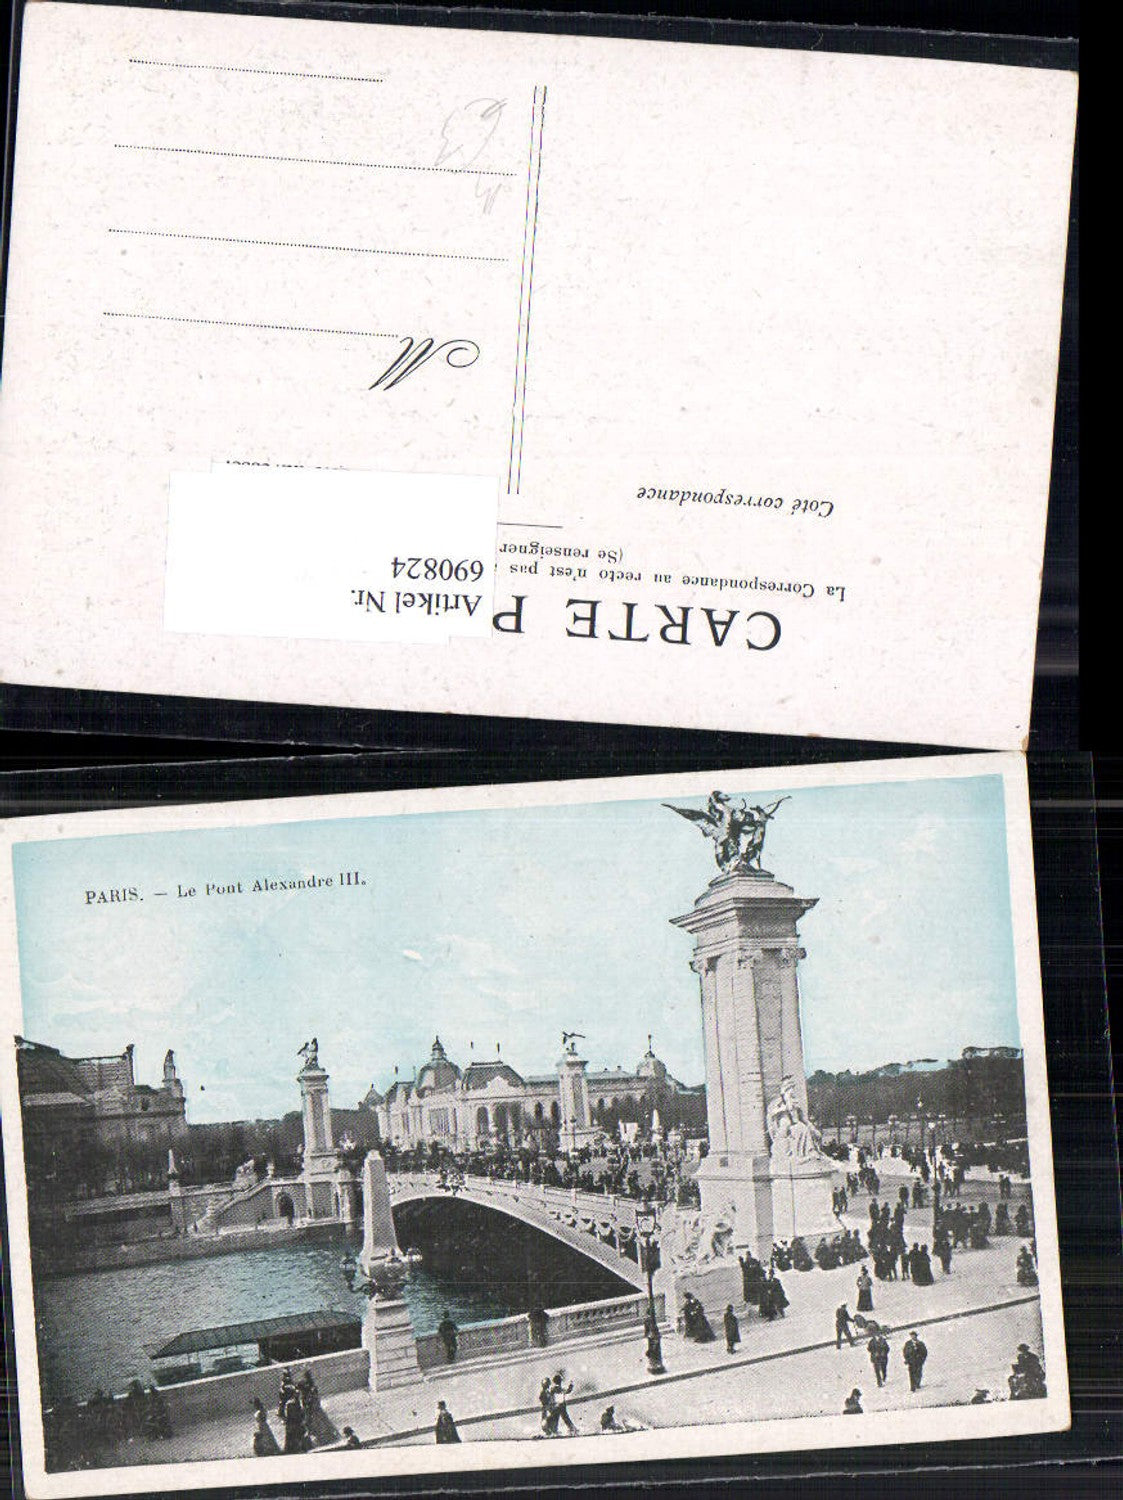 CARTE P
La Correspondance au recto n'est pas
(Se renseigner
Coté correspondance
M
Artikel Nr.
690824
PARIS. — Le Pont Alexandre III.